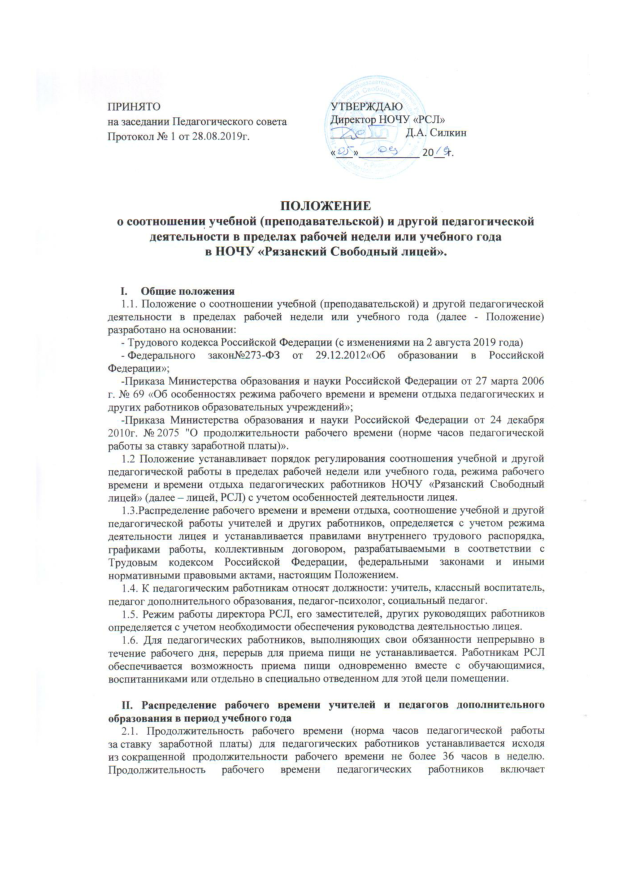 ПРИНЯТО
на заседании Педагогического совета
Протокол № 1 от 28.08.2019г.
УТВЕРЖДАЮ
Директор НОЧУ «РСЛ»
Д.А. Силкин
«05» 09 2019г.
ПОЛОЖЕНИЕ
о соотношении учебной (преподавательской) и другой педагогической
деятельности в пределах рабочей недели или учебного года
в НОЧУ «Рязанский Свободный лицей».
I. Общие положения
1.1. Положение о соотношении учебной (преподавательской) и другой педагогической
деятельности в пределах рабочей недели или учебного года (далее - Положение)
разработано на основании:
- Трудового кодекса Российской Федерации (с изменениями на 2 августа 2019 года)
- Федерального закон№273-ФЗ от 29.12.2012«Об образовании в Российской
Федерации»;
-Приказа Министерства образования и науки Российской Федерации от 27 марта 2006
г. № 69 «Об особенностях режима рабочего времени и времени отдыха педагогических и
других работников образовательных учреждений»;
-Приказа Министерства образования и науки Российской Федерации от 24 декабря
2010г. № 2075 "О продолжительности рабочего времени (норме часов педагогической
работы за ставку заработной платы)».
1.2 Положение устанавливает порядок регулирования соотношения учебной и другой
педагогической работы в пределах рабочей недели или учебного года, режима рабочего
времени и времени отдыха педагогических работников НОЧУ «Рязанский Свободный
лицей» (далее – лицей, РСЛ) с учетом особенностей деятельности лицея.
1.3.Распределение рабочего времени и времени отдыха, соотношение учебной и другой
педагогической работы учителей и других работников, определяется с учетом режима
деятельности лицея и устанавливается правилами внутреннего трудового распорядка,
графиками работы, коллективным договором, разрабатываемыми в соответствии с
Трудовым кодексом Российской Федерации, федеральными законами и иными
нормативными правовыми актами, настоящим Положением.
1.4. К педагогическим работникам относят должности: учитель, классный воспитатель,
педагог дополнительного образования, педагог-психолог, социальный педагог.
1.5. Режим работы директора РСЛ, его заместителей, других руководящих работников
определяется с учетом необходимости обеспечения руководства деятельностью лицея.
1.6. Для педагогических работников, выполняющих свои обязанности непрерывно в
течение рабочего дня, перерыв для приема пищи не устанавливается. Работникам РСЛ
обеспечивается возможность приема пищи одновременно вместе с обучающимися,
воспитанниками или отдельно в специально отведенном для этой цели помещении.
II. Распределение рабочего времени учителей и педагогов дополнительного
образования в период учебного года
2.1. Продолжительность рабочего времени (норма часов педагогической работы
за ставку заработной платы) для педагогических работников устанавливается исходя
из сокращенной продолжительности рабочего времени не более 36 часов в неделю.
Продолжительность рабочего времени педагогических работников включает